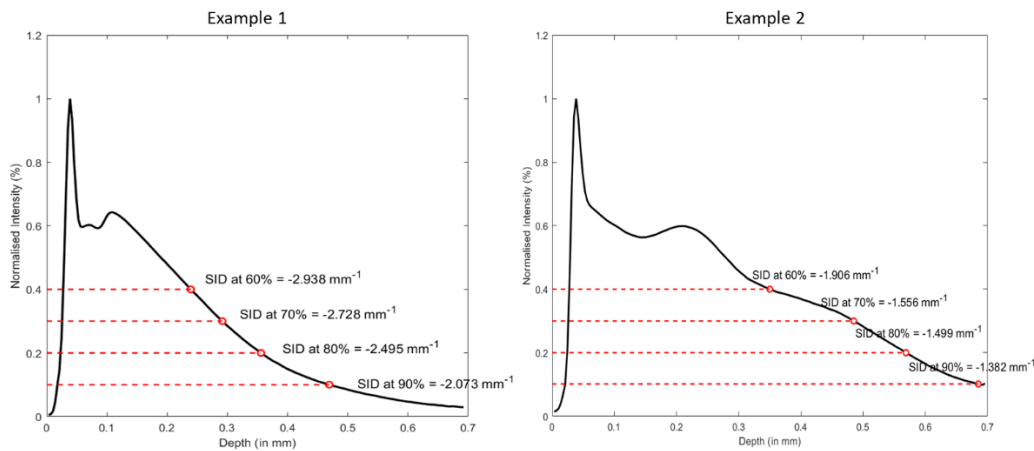 Example 1
1.2
1
0.8
0.6
0.4
0.2
0
Normalised Intensity (%)
SID at 60% = -2.938 mm⁻¹
SID at 70% = -2.728 mm⁻¹
SID at 80% = -2.495 mm⁻¹
SID at 90% = -2.073 mm⁻¹
0 0.1 0.2 0.3 0.4 0.5 0.6 0.7
Depth (in mm)
Example 2
1.2
1
0.8
0.6
0.4
0.2
0
Normalised Intensity (%)
SID at 60% = -1.906 mm⁻¹
SID at 70% = -1.556 mm⁻¹
SID at 80% = -1.499 mm⁻¹
SID at 90% = -1.382 mm⁻¹
0 0.1 0.2 0.3 0.4 0.5 0.6 0.7
Depth (in mm)